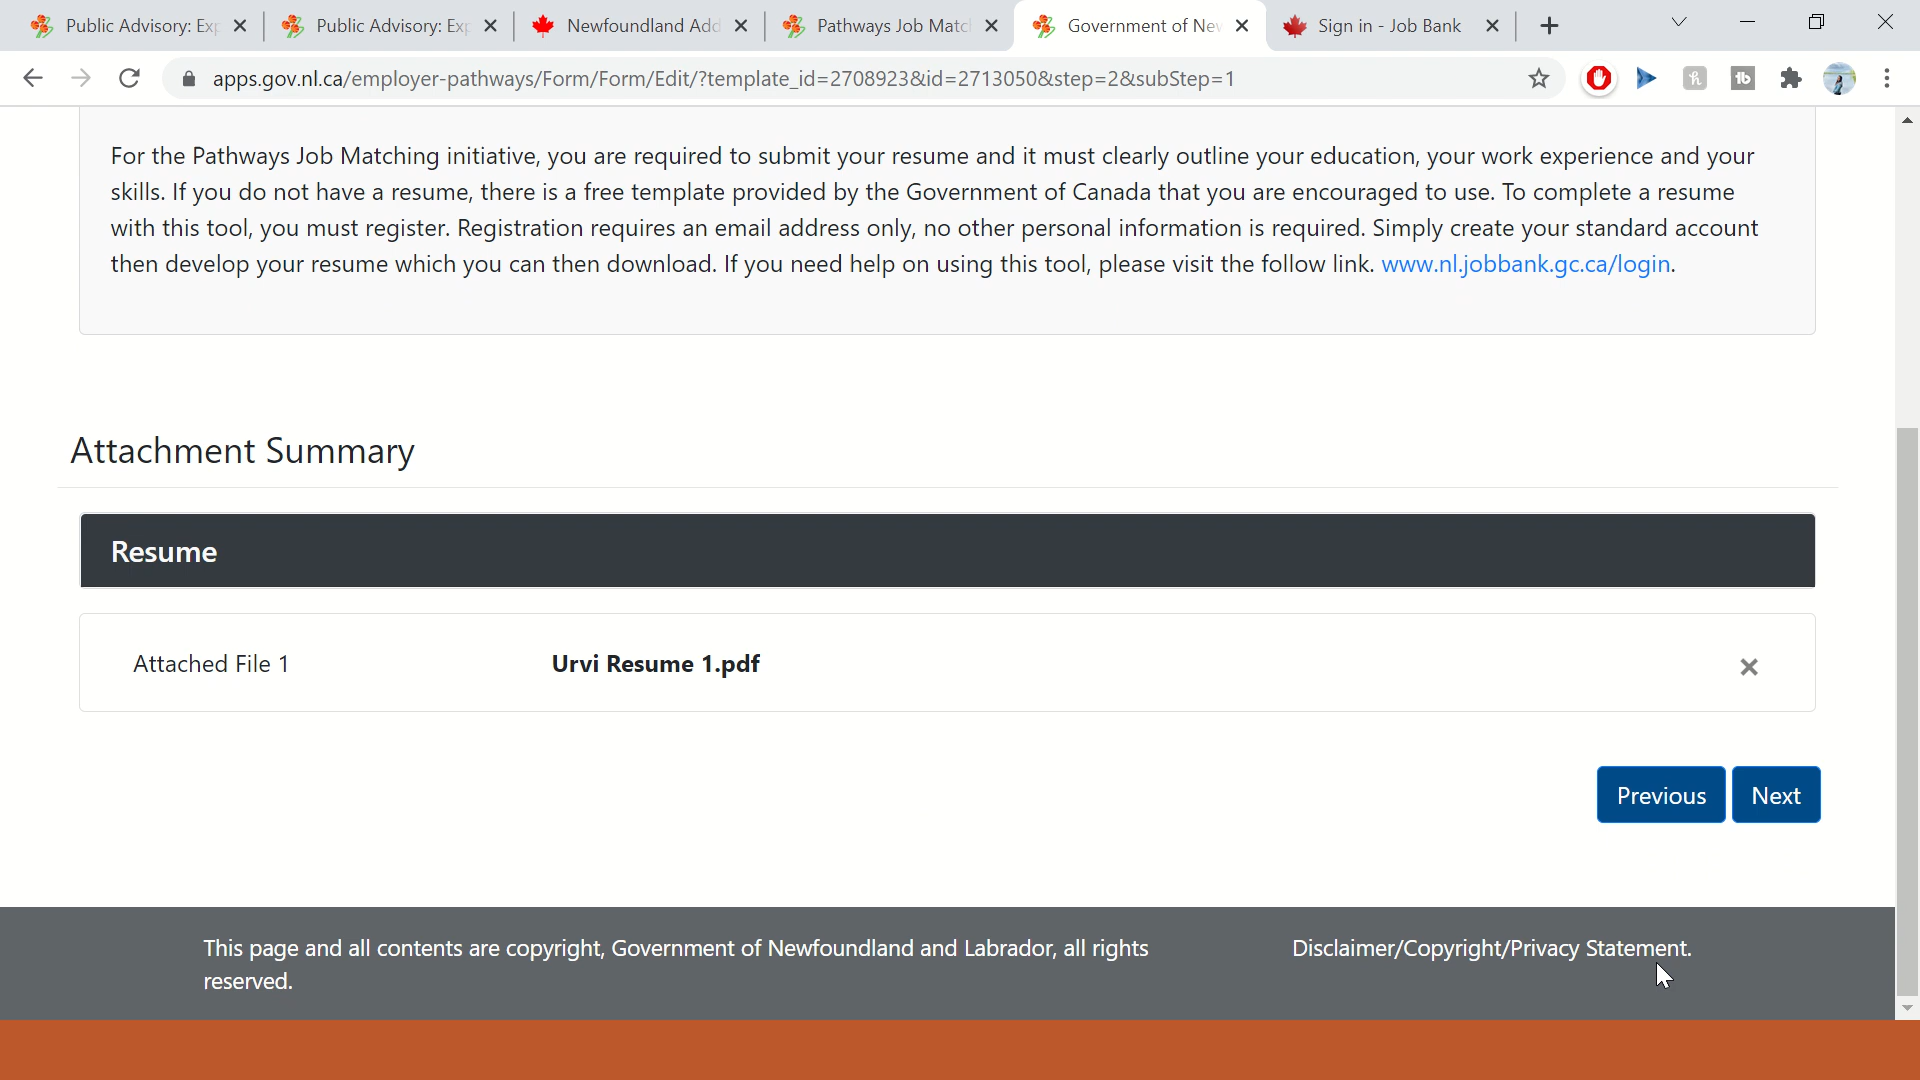 Public Advisory: Ex
Public Advisory: Ex
Newfoundland Add
Pathways Job Matc
Government of Ne
Sign in - Job Bank
apps.gov.nl.ca/employer-pathways/Form/Form/Edit/?template_id=2708923&id=2713050&step=2&subStep=1
For the Pathways Job Matching initiative, you are required to submit your resume and it must clearly outline your education, your work experience and your
skills. If you do not have a resume, there is a free template provided by the Government of Canada that you are encouraged to use. To complete a resume
with this tool, you must register. Registration requires an email address only, no other personal information is required. Simply create your standard account
then develop your resume which you can then download. If you need help on using this tool, please visit the follow link. www.nl.jobbank.gc.ca/login.
Attachment Summary
Resume
Attached File 1 Urvi Resume 1.pdf
Previous Next
This page and all contents are copyright, Government of Newfoundland and Labrador, all rights
reserved.
Disclaimer/Copyright/Privacy Statement.